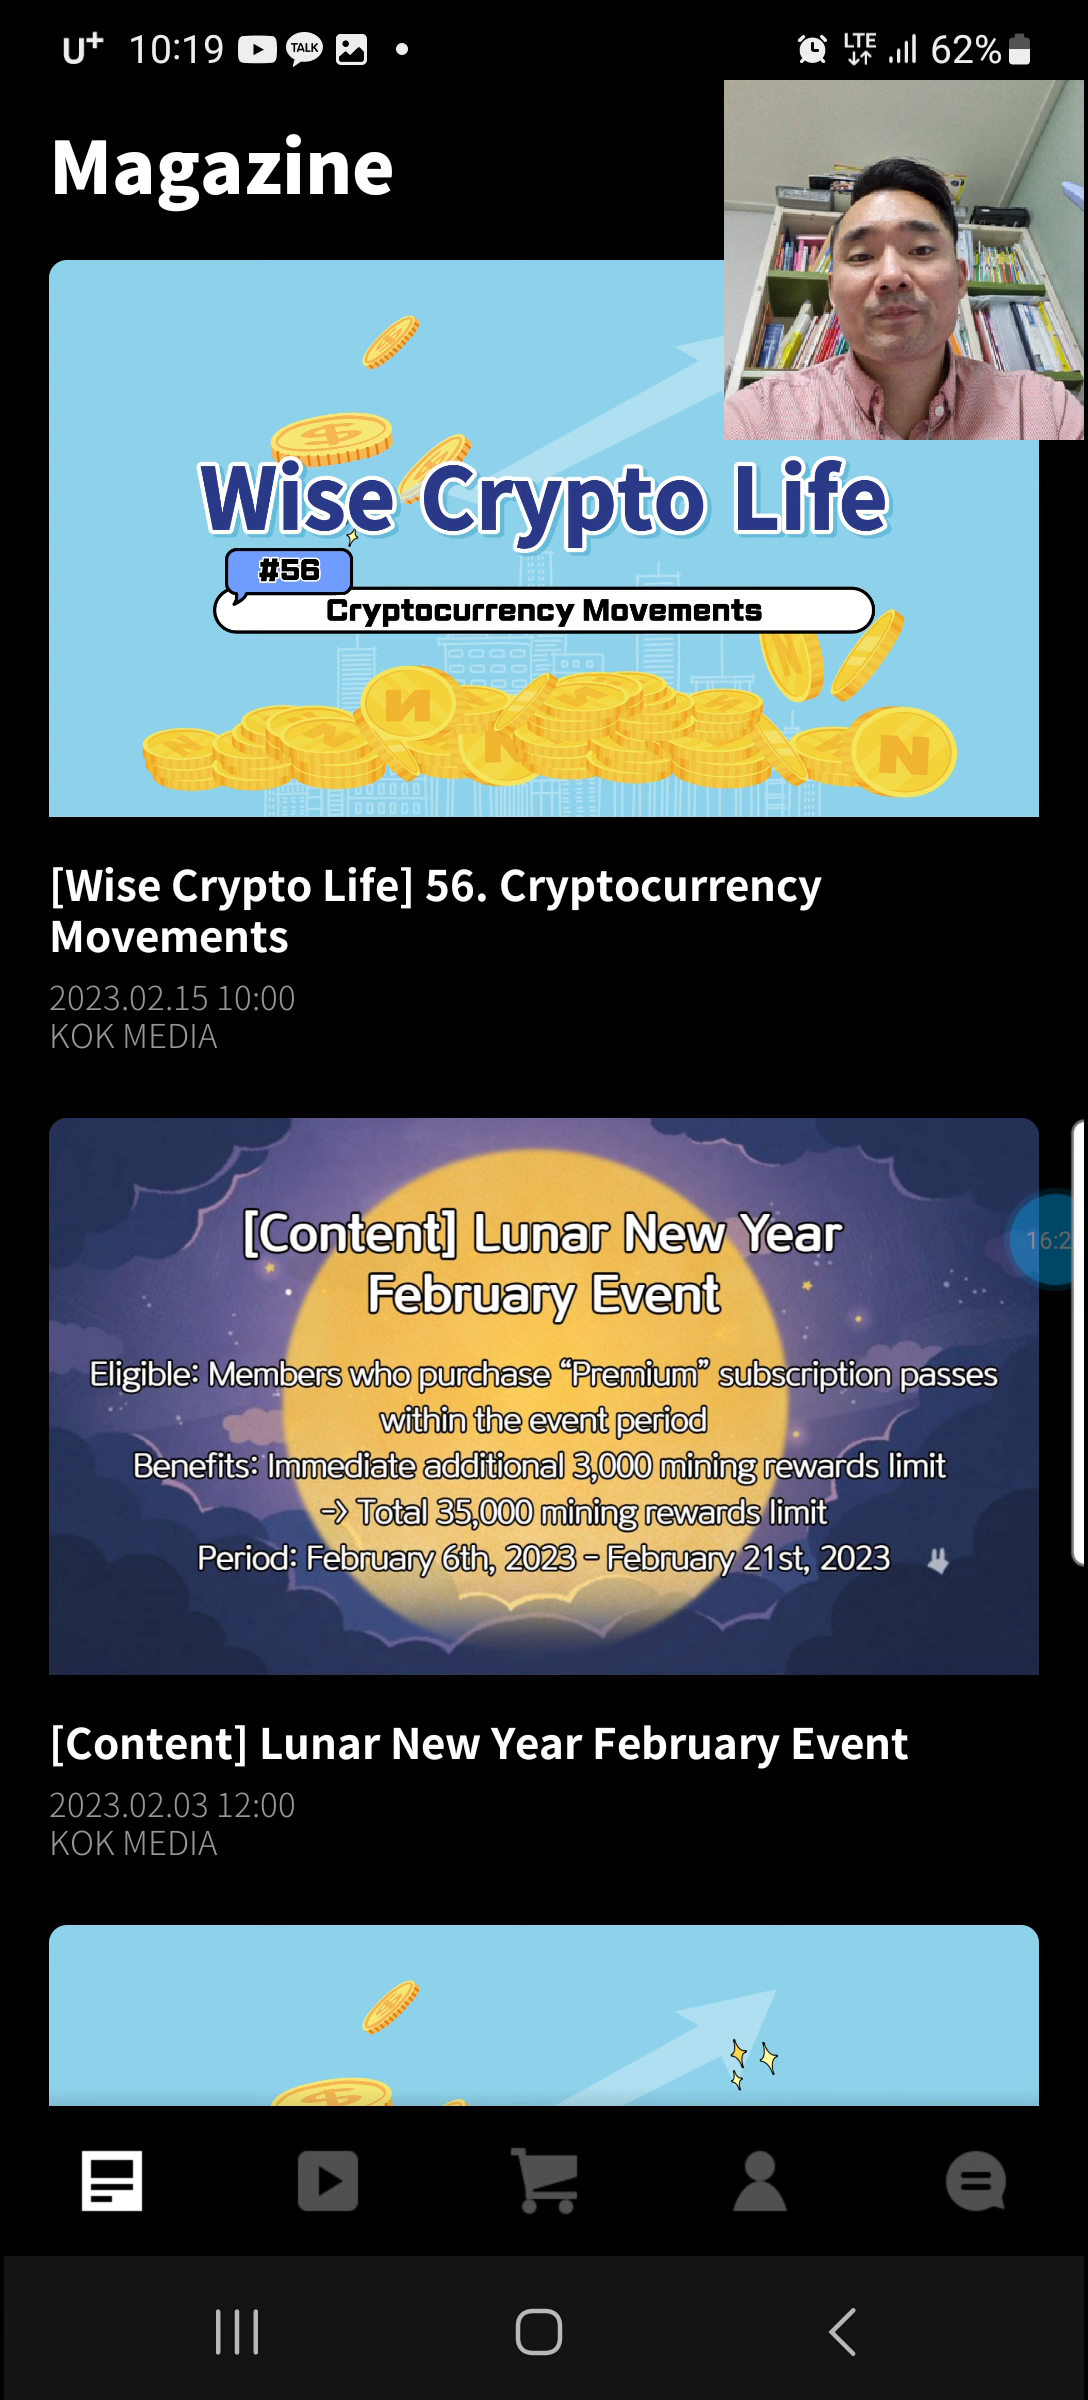 U+ 10:19 TALK LTE 62%
Magazine
Wise Crypto Life
#56
Cryptocurrency Movements
[Wise Crypto Life] 56. Cryptocurrency
Movements
2023.02.15 10:00
KOK MEDIA
[Content] Lunar New Year
February Event
Eligible: Members who purchase “Premium” subscription passes
within the event period
Benefits: Immediate additional 3,000 mining rewards limit
-> Total 35,000 mining rewards limit
Period: February 6th, 2023 - February 21st, 2023
16:2
[Content] Lunar New Year February Event
2023.02.03 12:00
KOK MEDIA